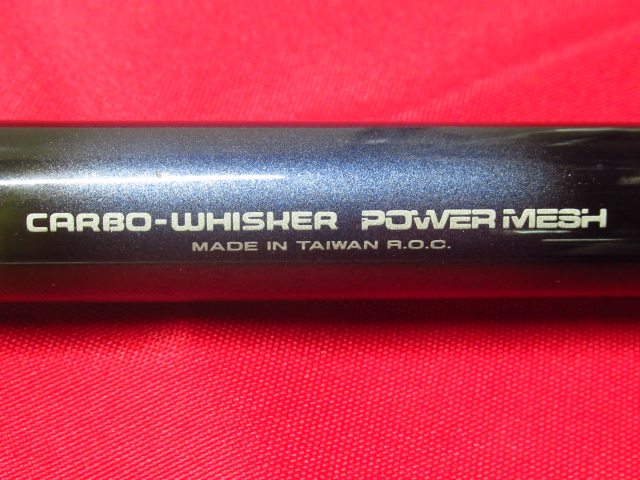 CARBO-WHISKER POWER MESH
MADE IN TAIWAN R.O.C.